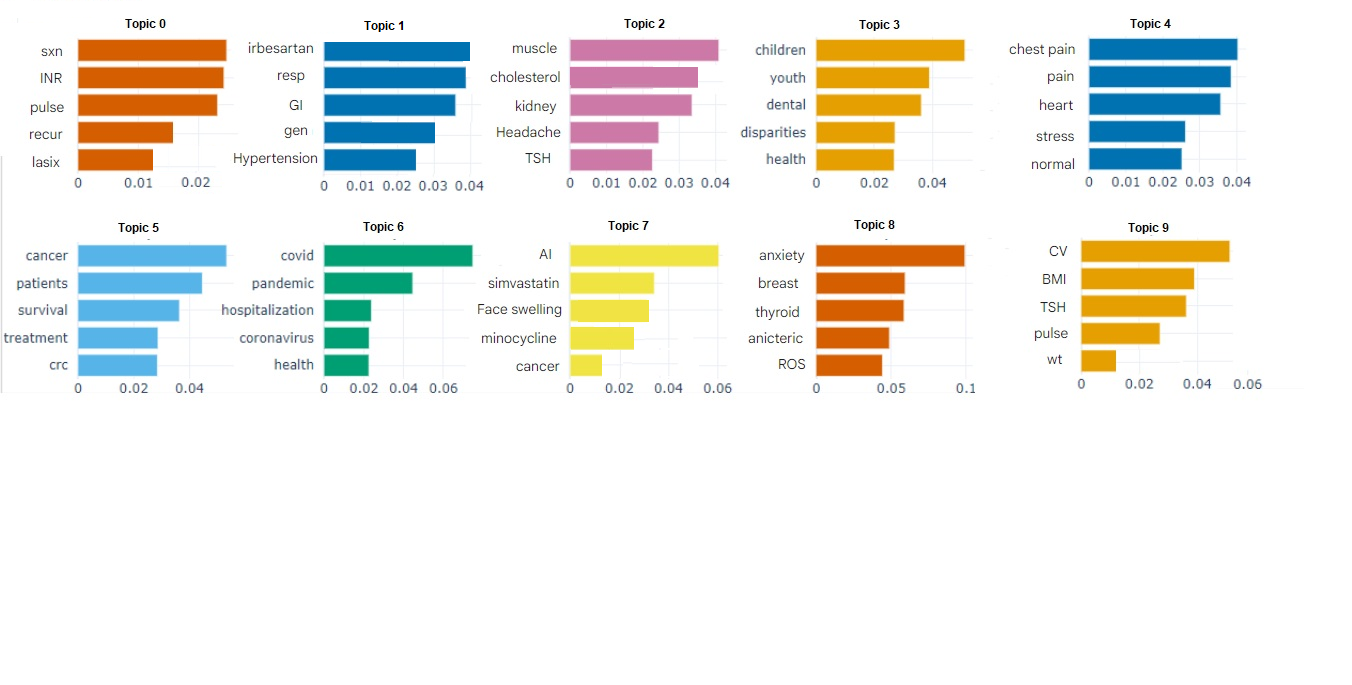 Topic 0
sxn
INR
pulse
recur
lasix
0 0.01 0.02
Topic 1
irbesartan
resp
GI
gen
Hypertension
0 0.01 0.02 0.03 0.04
Topic 2
muscle
cholesterol
kidney
Headache
TSH
0 0.01 0.02 0.03 0.04
Topic 3
children
youth
dental
disparities
health
0 0.02 0.04
Topic 4
chest pain
pain
heart
stress
normal
0 0.01 0.02 0.03 0.04
Topic 5
cancer
patients
survival
treatment
crc
0 0.02 0.04
Topic 6
covid
pandemic
hospitalization
coronavirus
health
0 0.02 0.04 0.06
Topic 7
AI
simvastatin
Face swelling
minocycline
cancer
0 0.02 0.04 0.06
Topic 8
anxiety
breast
thyroid
anicteric
ROS
0 0.05 0.1
Topic 9
CV
BMI
TSH
pulse
wt
0 0.02 0.04 0.06